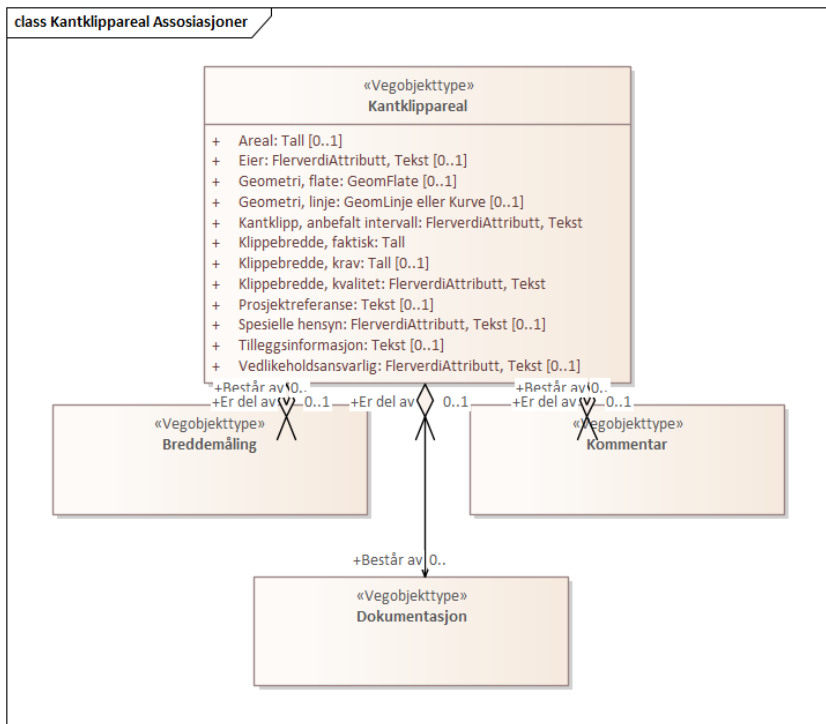 class Kantklippareal Assosiasjoner
«Vegobjekttype»
Kantklippareal
+ Areal: Tall [0..1]
+ Eier: FlerverdiAttributt, Tekst [0..1]
+ Geometri, flate: GeomFlate [0..1]
+ Geometri, linje: GeomLinje eller Kurve [0..1]
+ Kantklipp, anbefalt intervall: FlerverdiAttributt, Tekst
+ Klippebredde, faktisk: Tall
+ Klippebredde, krav: Tall [0..1]
+ Klippebredde, kvalitet: FlerverdiAttributt, Tekst
+ Prosjektreferanse: Tekst [0..1]
+ Spesielle hensyn: FlerverdiAttributt, Tekst [0..1]
+ Tilleggsinformasjon: Tekst [0..1]
+ Vedlikeholdsansvarlig: FlerverdiAttributt, Tekst [0..1]
+Består av 0.. +Består av 0..
+Er del av 0..1 +Er del av 0..1 +Er del av 0..1
«Vegobjekttype» «Vegobjekttype»
Breddemåling Kommentar
+Består av 0..
«Vegobjekttype»
Dokumentasjon